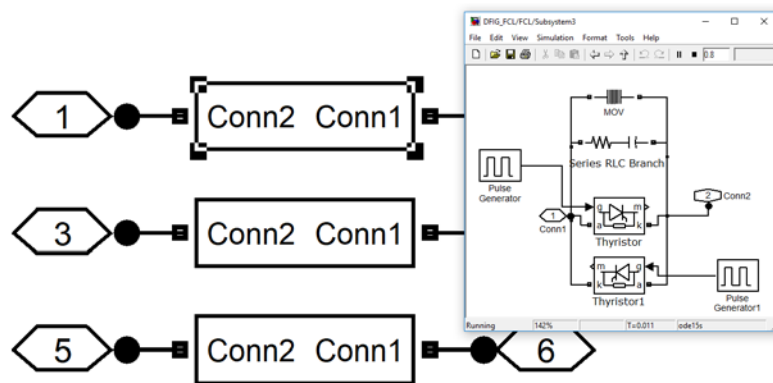 1
Conn2 Conn1
3
Conn2 Conn1
5
Conn2 Conn1
6
DFIG_FCL/FCL/Subsystem3
File Edit View Simulation Format Tools Help
0.8
MOV
Series RLC Branch
Pulse
Generator
g m
a k
Thyristor
1
Conn1
2
Conn2
m g
k a
Thyristor1
Pulse
Generator1
Running 142% T=0.011 ode15s